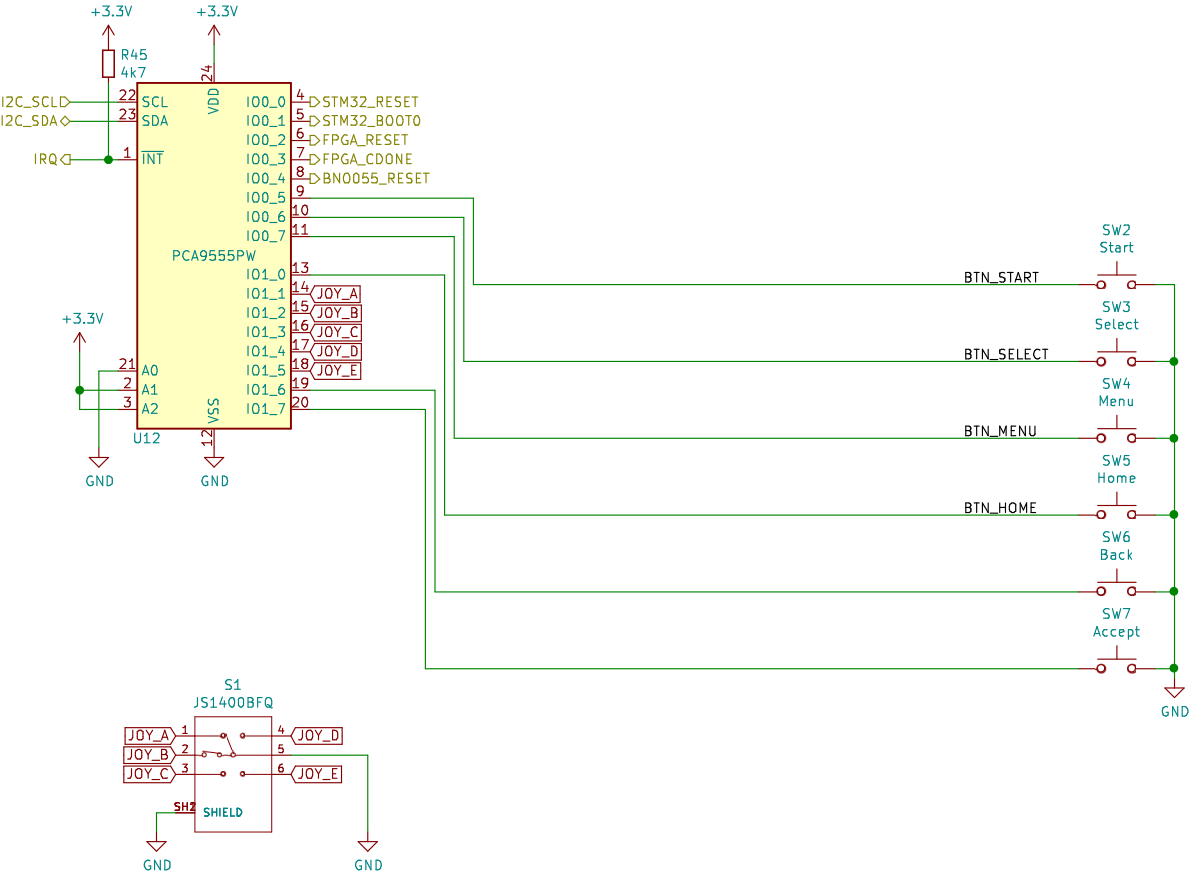 +3.3V
+3.3V
R45
4k7
24
VDD
I2C_SCL 22 SCL
I2C_SDA 23 SDA
IRQ 1 INT
IO0_0 4 STM32_RESET
IO0_1 5 STM32_BOOT0
IO0_2 6 FPGA_RESET
IO0_3 7 FPGA_CDONE
IO0_4 8 BNO055_RESET
IO0_5 9
IO0_6 10
IO0_7 11
PCA9555PW
IO1_0 13
IO1_1 14 JOY_A
IO1_2 15 JOY_B
IO1_3 16 JOY_C
IO1_4 17 JOY_D
IO1_5 18 JOY_E
IO1_6 19
IO1_7 20
+3.3V
21 A0
2 A1
3 A2
VSS
12
U12
GND
GND
SW2
Start
BTN_START
SW3
Select
BTN_SELECT
SW4
Menu
BTN_MENU
SW5
Home
BTN_HOME
SW6
Back
SW7
Accept
GND
S1
JS1400BFQ
JOY_A 1 4 JOY_D
JOY_B 2 5
JOY_C 3 6 JOY_E
SHIELD
GND
GND